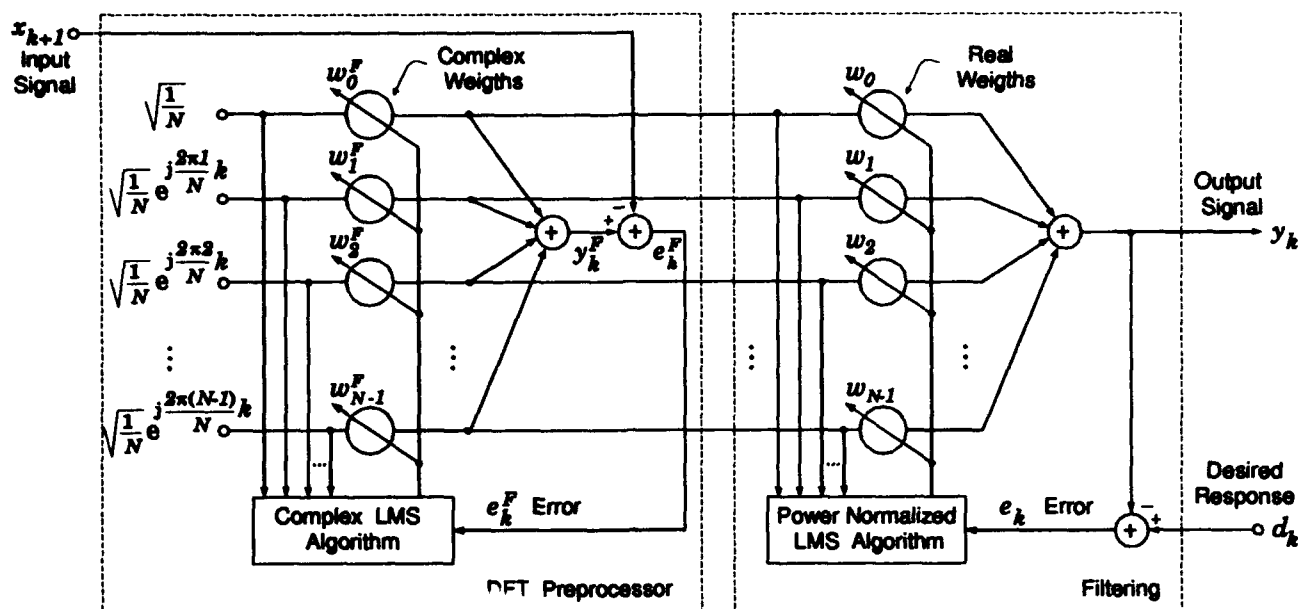 x_{k+1}
Input
Signal
Complex
Weigths
Real
Weigths
w_0^F
w_0
√(1/N)
w_1^F
w_1
√(1/N) e^{j(2π1/N)k}
Output
Signal
w_2^F
w_2
+
y_k^F
+
−
+
e_k^F
+
y_k
√(1/N) e^{j(2π2/N)k}
⋮
⋮
⋮
⋮
w_{N-1}^F
w_{N-1}
√(1/N) e^{j(2π(N-1)/N)k}
...
...
Desired
Response
Complex LMS
Algorithm
e_k^F Error
Power Normalized
LMS Algorithm
e_k Error
+
−
+
d_k
DFT Preprocessor
Filtering